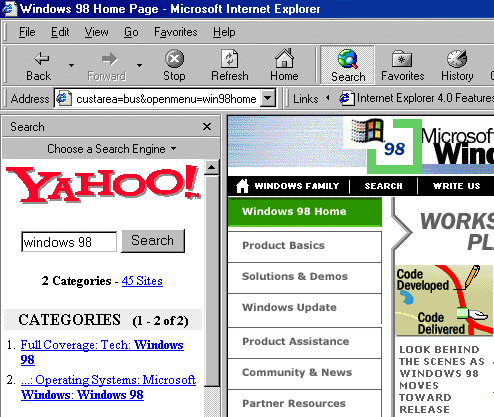 Windows 98 Home Page - Microsoft Internet Explorer
File Edit View Go Favorites Help
Back Forward Stop Refresh Home Search Favorites History
Address custarea=bus&openmenu=win98home Links Internet Explorer 4.0 Features
Search
Choose a Search Engine
YAHOO!
windows 98 Search
2 Categories - 45 Sites
CATEGORIES (1 - 2 of 2)
1. Full Coverage: Tech: Windows
98
2. ...: Operating Systems: Microsoft
Windows: Windows 98
98
Microsof
Wind
WINDOWS FAMILY SEARCH WRITE US
Windows 98 Home
Product Basics
Solutions & Demos
Windows Update
Product Assistance
Community & News
Partner Resources
WORKS
PL
Code
Developed
Code
Delivered
LOOK BEHIND
THE SCENES AS
WINDOWS 98
MOVES
TOWARD
RELEASE